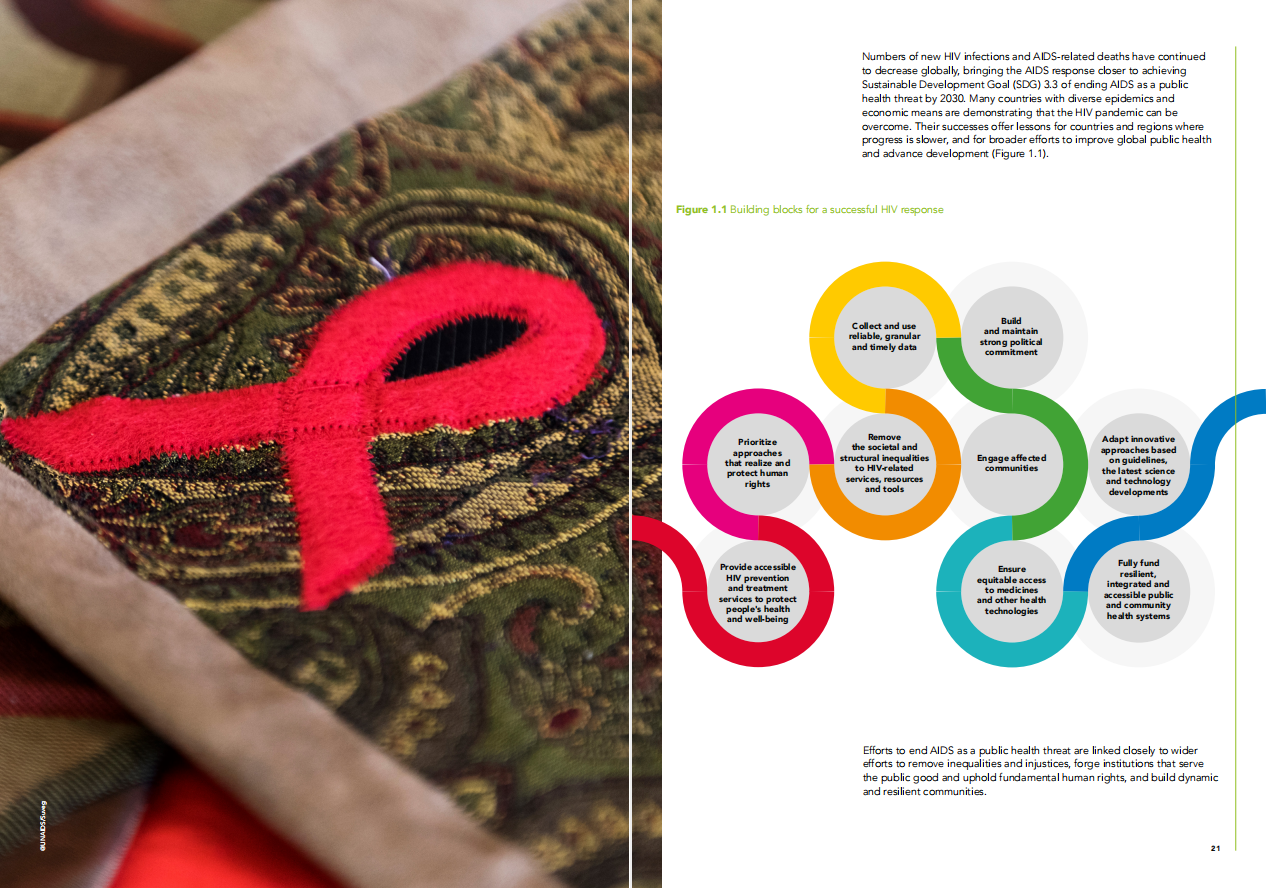 ©UNAIDS/Suveg
Numbers of new HIV infections and AIDS-related deaths have continued
to decrease globally, bringing the AIDS response closer to achieving
Sustainable Development Goal (SDG) 3.3 of ending AIDS as a public
health threat by 2030. Many countries with diverse epidemics and
economic means are demonstrating that the HIV pandemic can be
overcome. Their successes offer lessons for countries and regions where
progress is slower, and for broader efforts to improve global public health
and advance development (Figure 1.1).
Figure 1.1 Building blocks for a successful HIV response
Collect and use
reliable, granular
and timely data
Build
and maintain
strong political
commitment
Prioritize
approaches
that realize and
protect human
rights
Remove
the societal and
structural inequalities
to HIV-related
services, resources
and tools
Engage affected
communities
Adapt innovative
approaches based
on guidelines,
the latest science
and technology
developments
Provide accessible
HIV prevention
and treatment
services to protect
people's health
and well-being
Ensure
equitable access
to medicines
and other health
technologies
Fully fund
resilient,
integrated and
accessible public
and community
health systems
Efforts to end AIDS as a public health threat are linked closely to wider
efforts to remove inequalities and injustices, forge institutions that serve
the public good and uphold fundamental human rights, and build dynamic
and resilient communities.
21